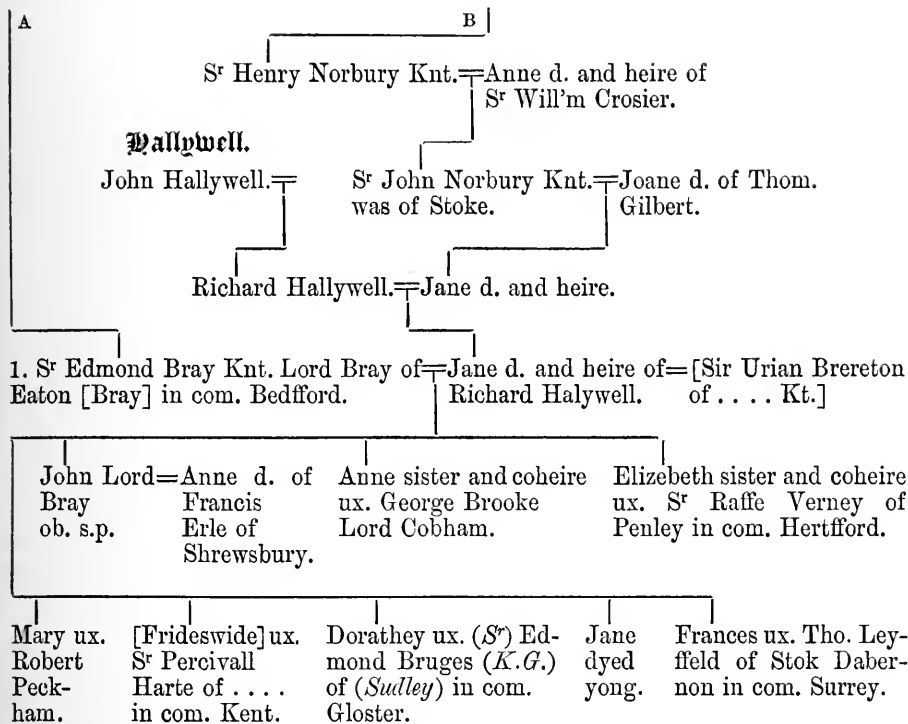 A B
Sr Henry Norbury Knt.=Anne d. and heire of
Sr Will'm Crosier.
Hallywell.
John Hallywell.= Sr John Norbury Knt.=Joane d. of Thom.
was of Stoke. Gilbert.
Richard Hallywell.=Jane d. and heire.
1. Sr Edmond Bray Knt. Lord Bray of=Jane d. and heire of=[Sir Urian Brereton
Eaton [Bray] in com. Bedfford. Richard Halywell. of . . . . Kt.]
John Lord=Anne d. of Anne sister and coheire Elizebeth sister and coheire
Bray Francis ux. George Brooke ux. Sr Raffe Verney of
ob. s.p. Erle of Lord Cobham. Penley in com. Hertfford.
Shrewsbury.
Mary ux. [Frideswide] ux. Dorathey ux. (Sr) Ed- Jane Frances ux. Tho. Ley-
Robert Sr Percivall mond Bruges (K.G.) dyed ffeld of Stok Daber-
Peck- Harte of . . . . of (Sudley) in com. yong. non in com. Surrey.
ham. in com. Kent. Gloster.